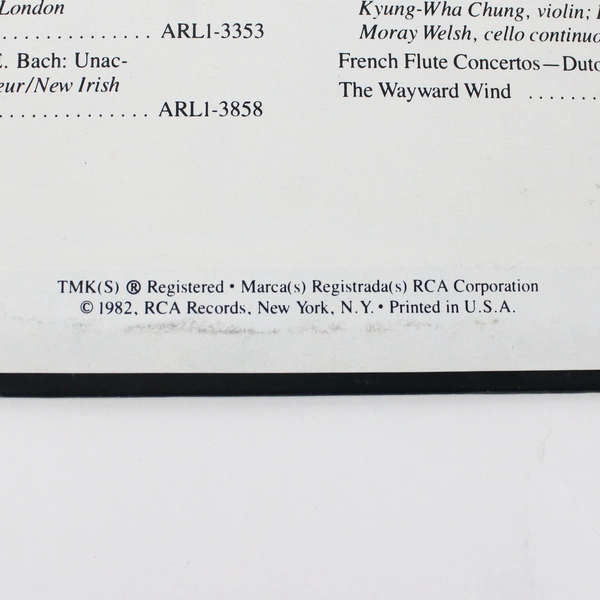 London
ARL1-3353
E. Bach: Unac-
eur/New Irish
ARL1-3858
Kyung-Wha Chung, violin;
Moray Welsh, cello continuo
French Flute Concertos—Duto
The Wayward Wind
TMK(S) ® Registered • Marca(s) Registrada(s) RCA Corporation
© 1982, RCA Records, New York, N.Y. • Printed in U.S.A.